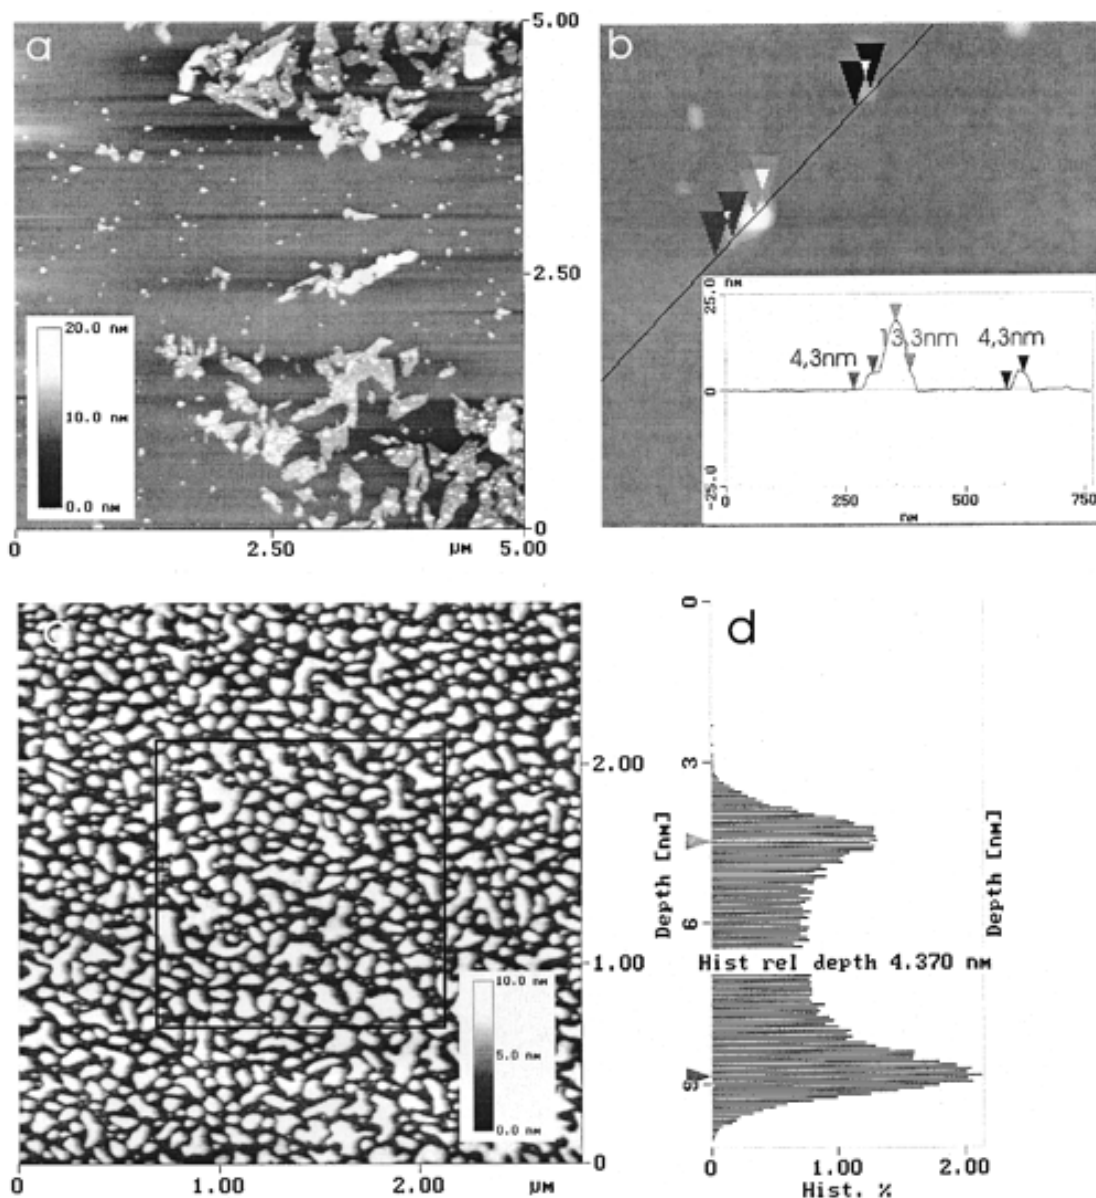 a
5.00
2.50
0
20.0 nm
10.0 nm
0.0 nm
0
2.50
µm
5.00
b
25.0 nm
0
-25.0
4,3nm
13,3nm
4,3nm
0
250
500
750
nm
c
2.00
1.00
0
10.0 nm
5.0 nm
0.0 nm
0
1.00
2.00
µm
d
0
3
6
9
Depth [nm]
Depth [nm]
Hist rel depth 4.370 nm
0
1.00
2.00
Hist. %